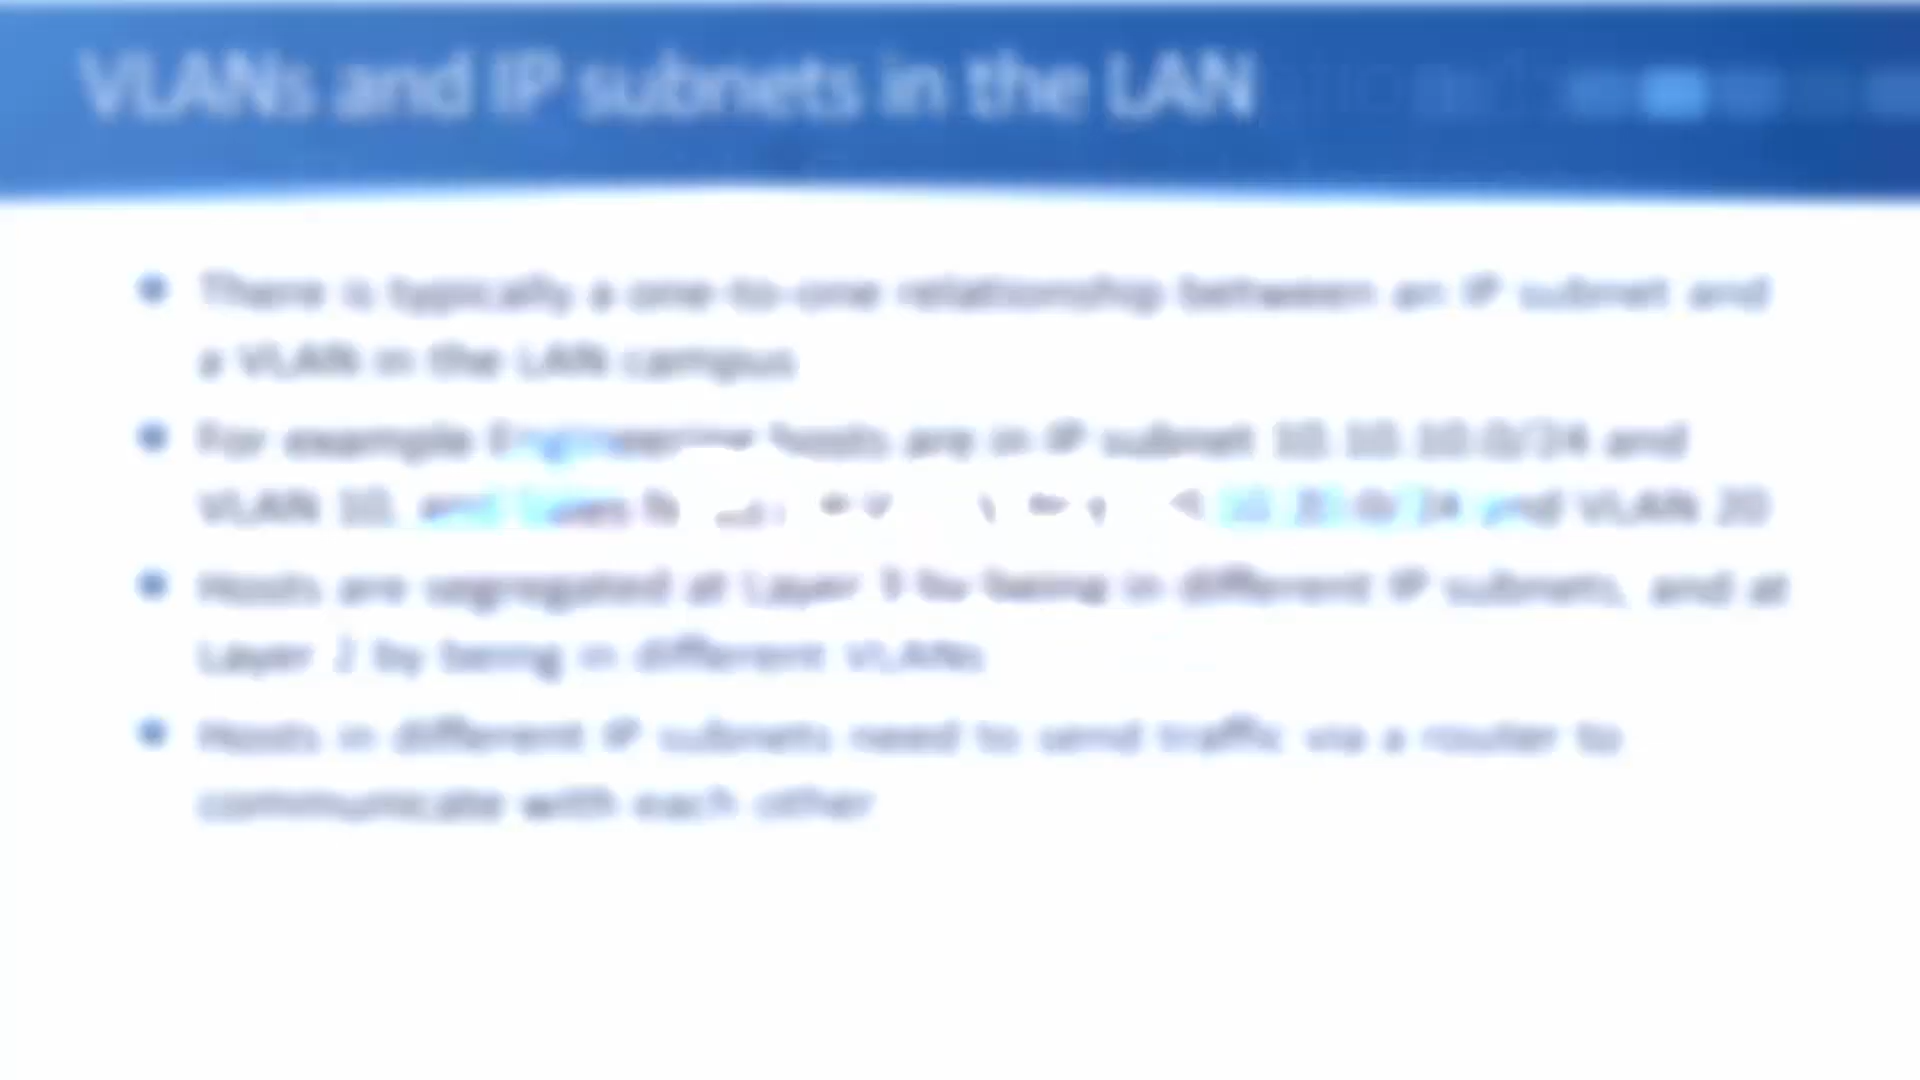 VLANs and IP subnets in the LAN
There is typically a one-to-one relationship between an IP subnet and
a VLAN in the LAN campus
For example Engineering hosts are in IP subnet 10.10.10.0/24 and
VLAN 10, and Sales and VLAN 20
Hosts are segregated at Layer 3 by being in different IP subnets, and at
Layer 2 by being in different VLANs
Hosts in different IP subnets need to send traffic via a router to
communicate with each other